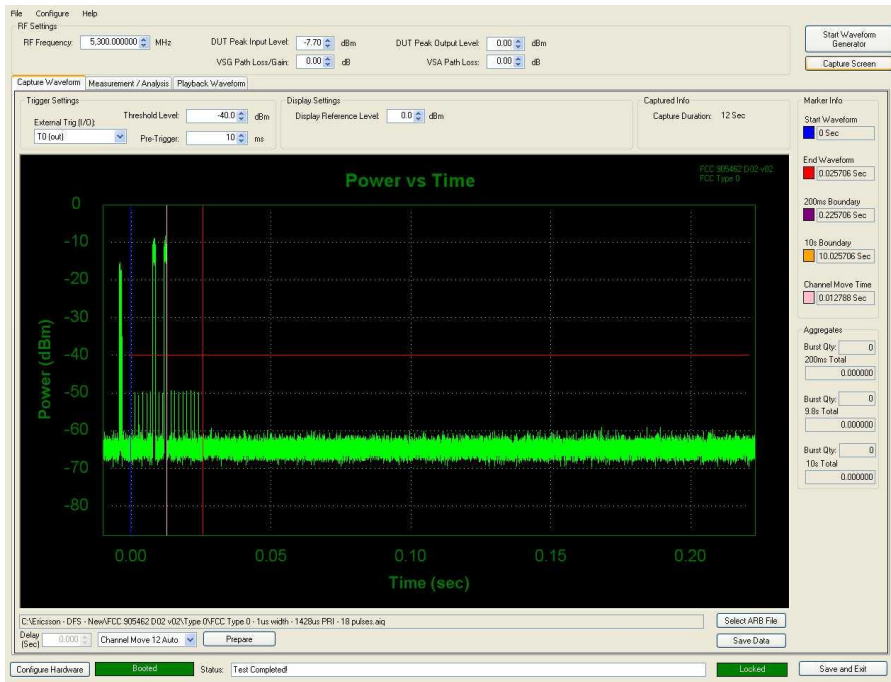 File Configure Help
RF Settings
RF Frequency: 5,300.000000 MHz
DUT Peak Input Level: -7.70 dBm
DUT Peak Output Level: 0.00 dBm
VSG Path Loss/Gain: 0.00 dB
VSA Path Loss: 0.00 dB
Start Waveform Generator
Capture Screen
Capture Waveform Measurement / Analysis Playback Waveform
Trigger Settings
External Trig (I/O):
T0 (out)
Threshold Level: -40.0 dBm
Pre-Trigger: 10 ms
Display Settings
Display Reference Level: 0.0 dBm
Captured Info
Capture Duration: 12 Sec
Marker Info
Start Waveform
0 Sec
End Waveform
0.025706 Sec
200ms Boundary
0.225706 Sec
10s Boundary
10.025706 Sec
Channel Move Time
0.012788 Sec
Aggregates
Burst Qty: 0
200ms Total
0.000000
Burst Qty: 0
9.8s Total
0.000000
Burst Qty: 0
10s Total
0.000000
Power vs Time
FCC 905462 D02 v02
FCC Type 0
Power (dBm)
0
-10
-20
-30
-40
-50
-60
-70
-80
0.00 0.05 0.10 0.15 0.20
Time (sec)
C:\Ericsson - DFS - New\FCC 905462 D02 v02\Type 0\FCC Type 0 - 1us width - 1428us PRI - 18 pulses.aiq
Select ARB File
Delay (Sec) 0.000 Channel Move 12 Auto Prepare
Save Data
Configure Hardware Booted Status: Test Completed! Locked Save and Exit